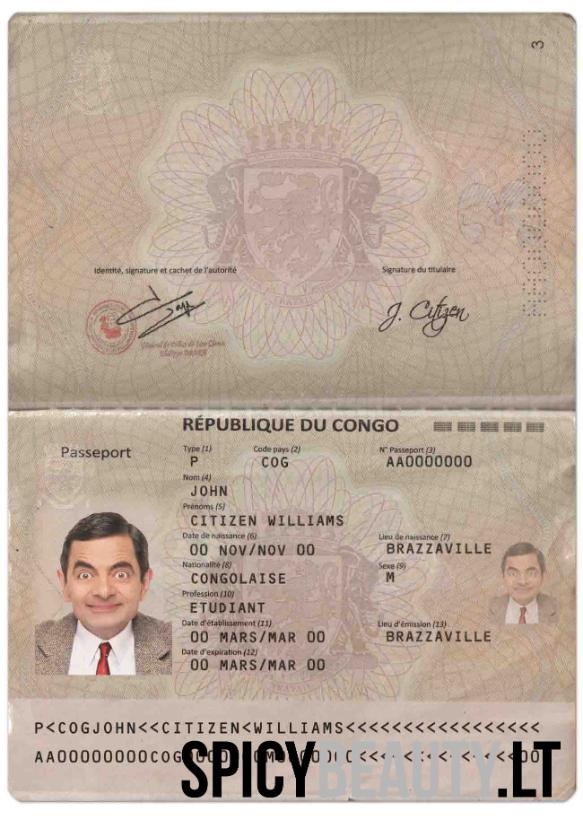 3
Identité, signature et cachet de l'autorité
Signature du titulaire
J. Citizen
RÉPUBLIQUE DU CONGO
Passeport
Type (1)
Code pays (2)
N° Passeport (3)
P
COG
AA0000000
Nom (4)
JOHN
Prénoms (5)
CITIZEN WILLIAMS
Date de naissance (6)
Lieu de naissance (7)
00 NOV/NOV 00
BRAZZAVILLE
Nationalité (8)
Sexe (9)
CONGOLAISE
M
Profession (10)
ETUDIANT
Date d'établissement (11)
Lieu d'émission (13)
00 MARS/MAR 00
BRAZZAVILLE
Date d'expiration (12)
00 MARS/MAR 00
P<COGJOHN<<CITIZEN<WILLIAMS<<<<<<<<<<<<<<<<<
SPICYBEAUTY.LT